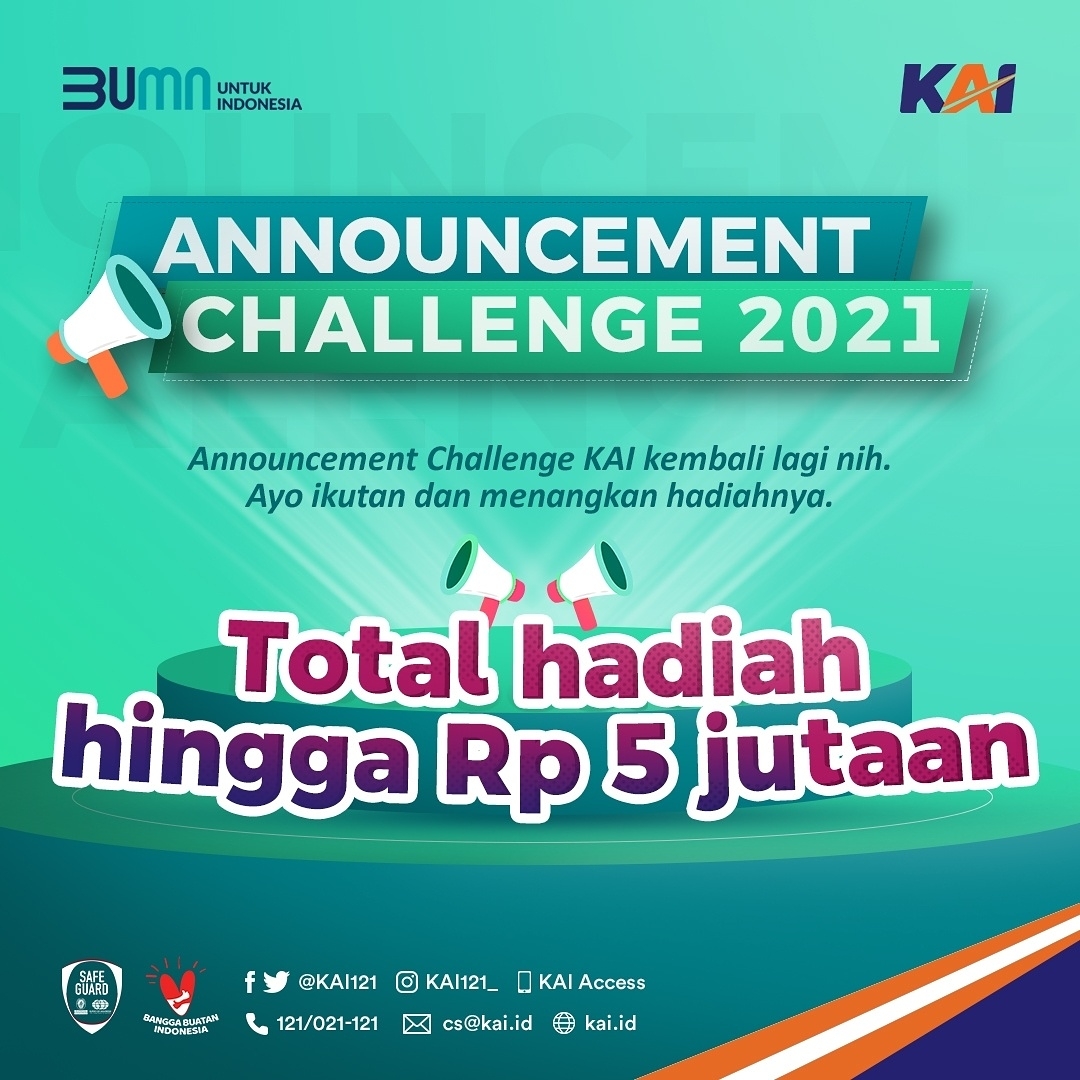 BUMN UNTUK
INDONESIA
KAI
ANNOUNCEMENT
CHALLENGE 2021
Announcement Challenge KAI kembali lagi nih.
Ayo ikutan dan menangkan hadiahnya.
Total hadiah
hingga Rp 5 jutaan
SAFE
GUARD
BANGGA BUATAN
INDONESIA
@KAI121 KAI121_ KAI Access
121/021-121 cs@kai.id kai.id